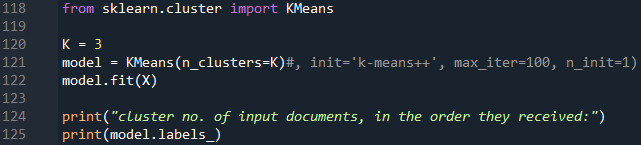 118 from sklearn.cluster import KMeans
119
120 K = 3
121 model = KMeans(n_clusters=K)#, init='k-means++', max_iter=100, n_init=1)
122 model.fit(X)
123
124 print("cluster no. of input documents, in the order they received:")
125 print(model.labels_)